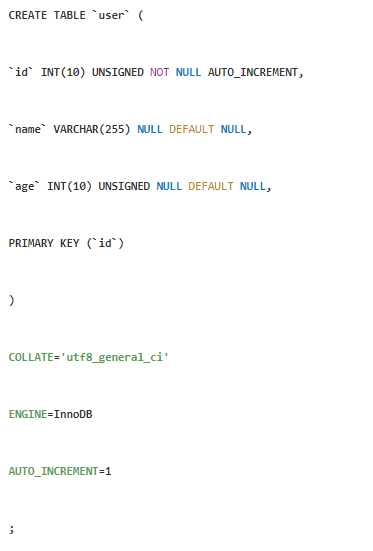 CREATE TABLE `user` (
`id` INT(10) UNSIGNED NOT NULL AUTO_INCREMENT,
`name` VARCHAR(255) NULL DEFAULT NULL,
`age` INT(10) UNSIGNED NULL DEFAULT NULL,
PRIMARY KEY (`id`)
)
COLLATE='utf8_general_ci'
ENGINE=InnoDB
AUTO_INCREMENT=1
;